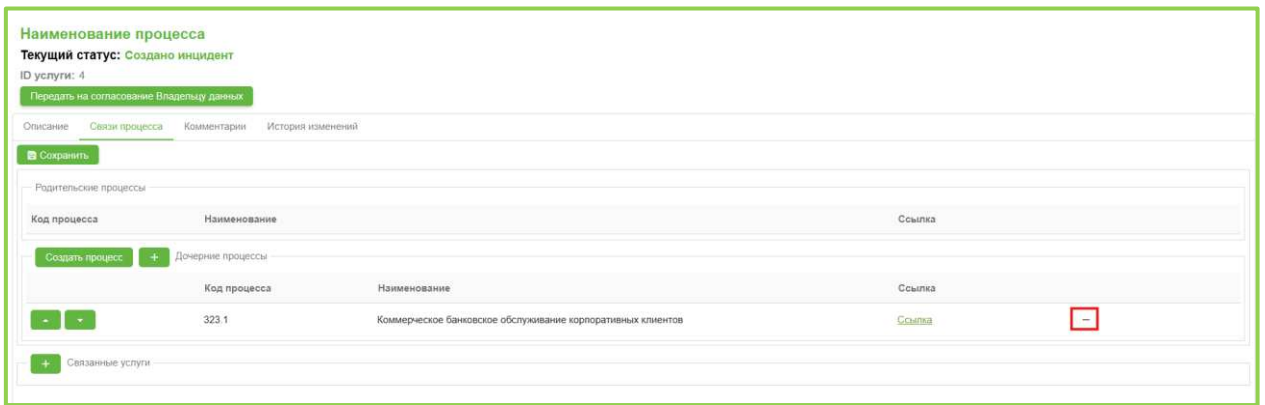 Наименование процесса
Текущий статус: Создано инцидент
ID услуги: 4
Передать на согласование Владельцу данных
Описание Связи процесса Комментарии История изменений
Сохранить
Родительские процессы
Код процесса Наименование Ссылка
Создать процесс + Дочерние процессы
Код процесса Наименование Ссылка
323.1 Коммерческое банковское обслуживание корпоративных клиентов Ссылка −
+ Связанные услуги